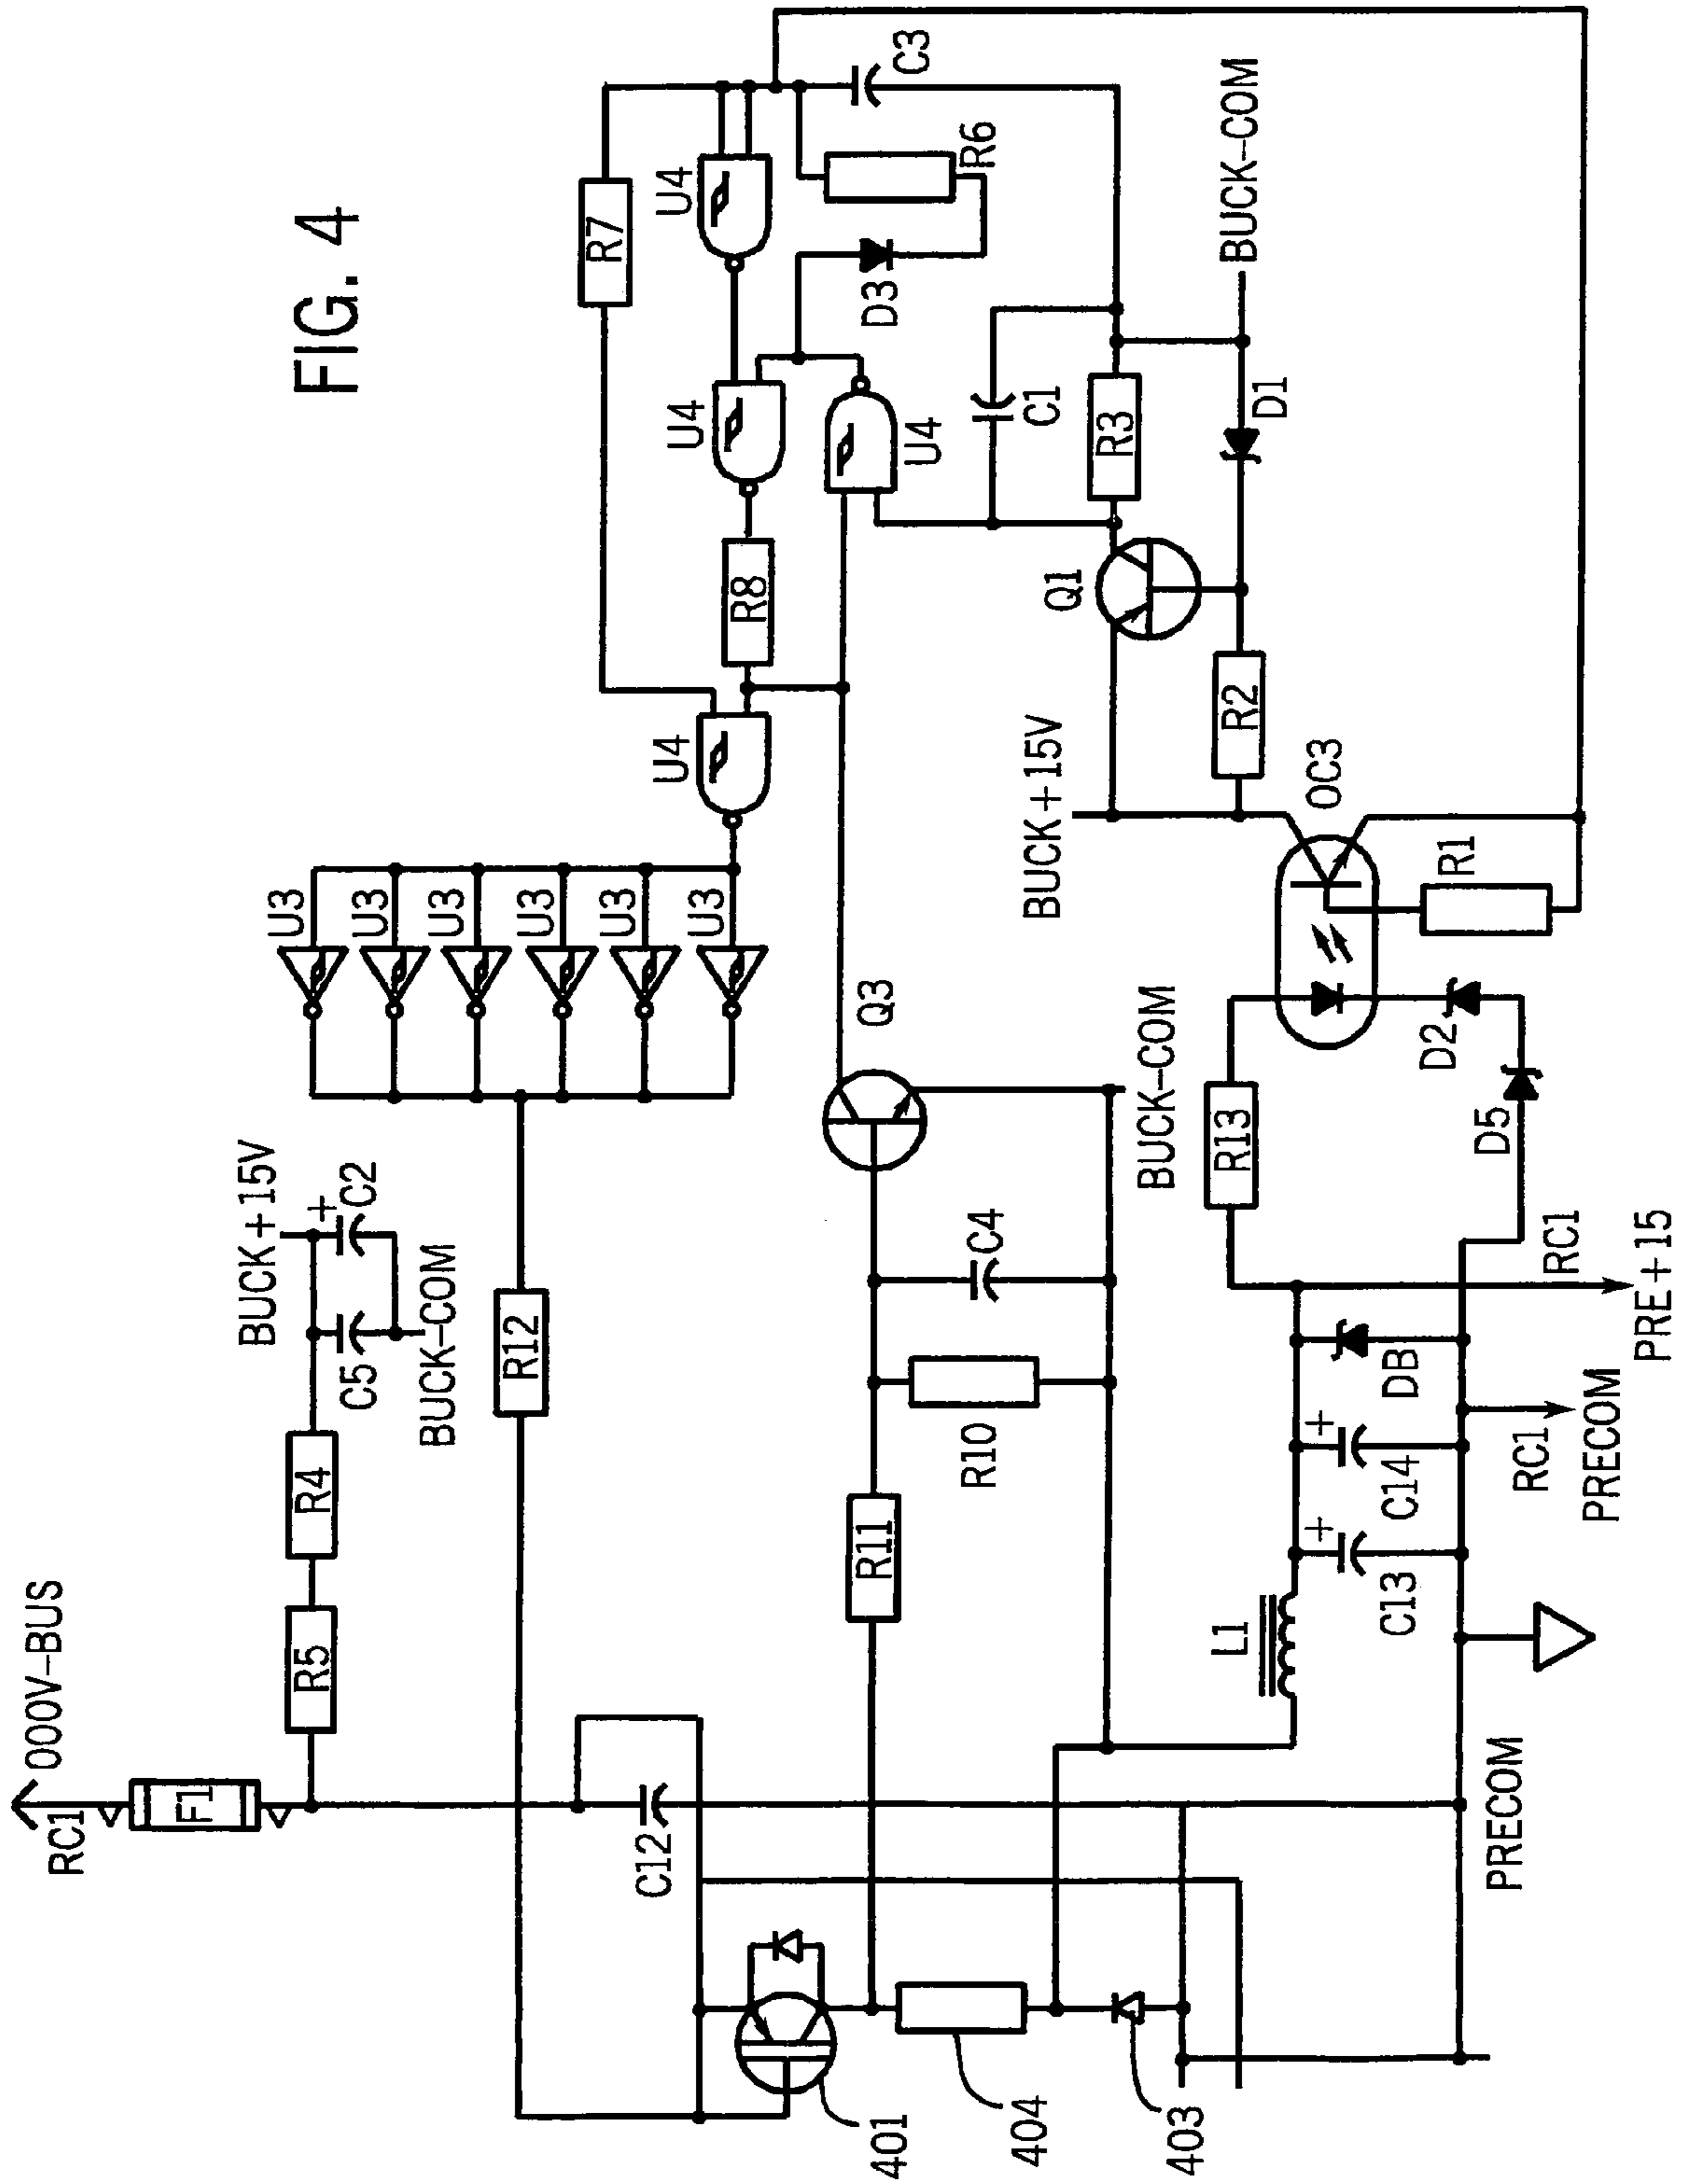 FIG. 4
RC1
000V-BUS
F1
R5
R4
C5
C2
+
BUCK+15V
BUCK-COM
R12
U3
U3
U3
U3
U3
U3
U4
R7
R8
U4
U4
U4
D3
R6
C3
C12
401
404
403
R11
R10
C4
Q3
BUCK-COM
Q1
C1
R3
BUCK-COM
D1
R2
BUCK+15V
OC3
R1
L1
C13
+
C14
+
DB
R13
D2
D5
RC1
PRE+15
RC1
PRECOM
PRECOM